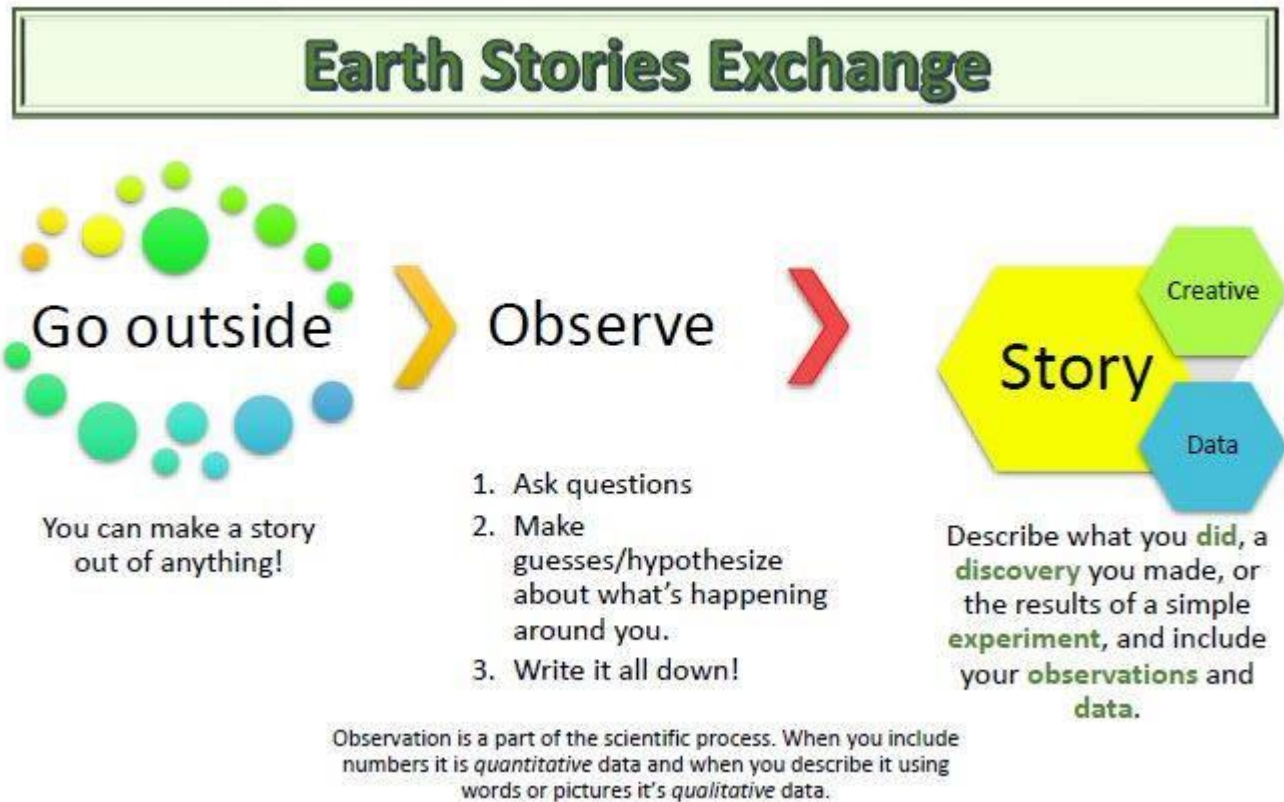 Earth Stories Exchange
Go outside
You can make a story
out of anything!
Observe
1. Ask questions
2. Make
guesses/hypothesize
about what's happening
around you.
3. Write it all down!
Story
Creative
Data
Describe what you did, a
discovery you made, or
the results of a simple
experiment, and include
your observations and
data.
Observation is a part of the scientific process. When you include
numbers it is quantitative data and when you describe it using
words or pictures it's qualitative data.